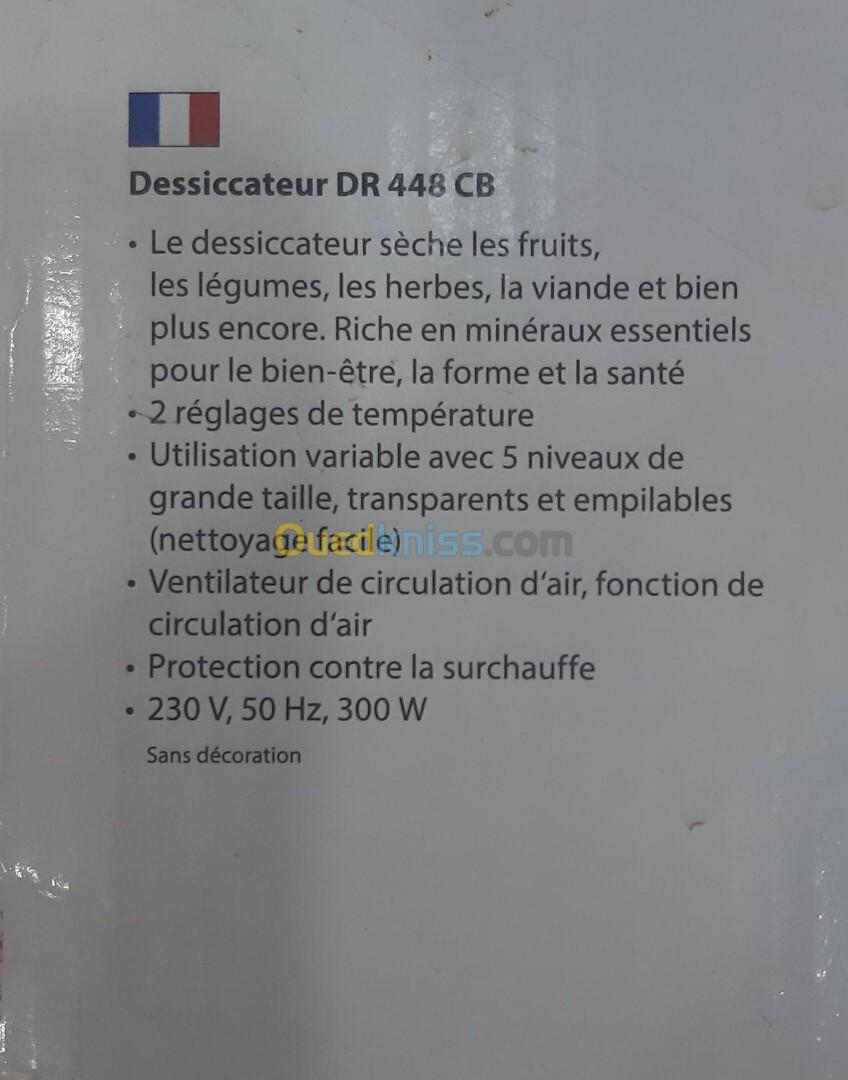 Dessiccateur DR 448 CB
• Le dessiccateur sèche les fruits,
les légumes, les herbes, la viande et bien
plus encore. Riche en minéraux essentiels
pour le bien-être, la forme et la santé
• 2 réglages de température
• Utilisation variable avec 5 niveaux de
grande taille, transparents et empilables
(nettoyage facile)
Ouedkniss.com
• Ventilateur de circulation d‘air, fonction de
circulation d‘air
• Protection contre la surchauffe
• 230 V, 50 Hz, 300 W
Sans décoration